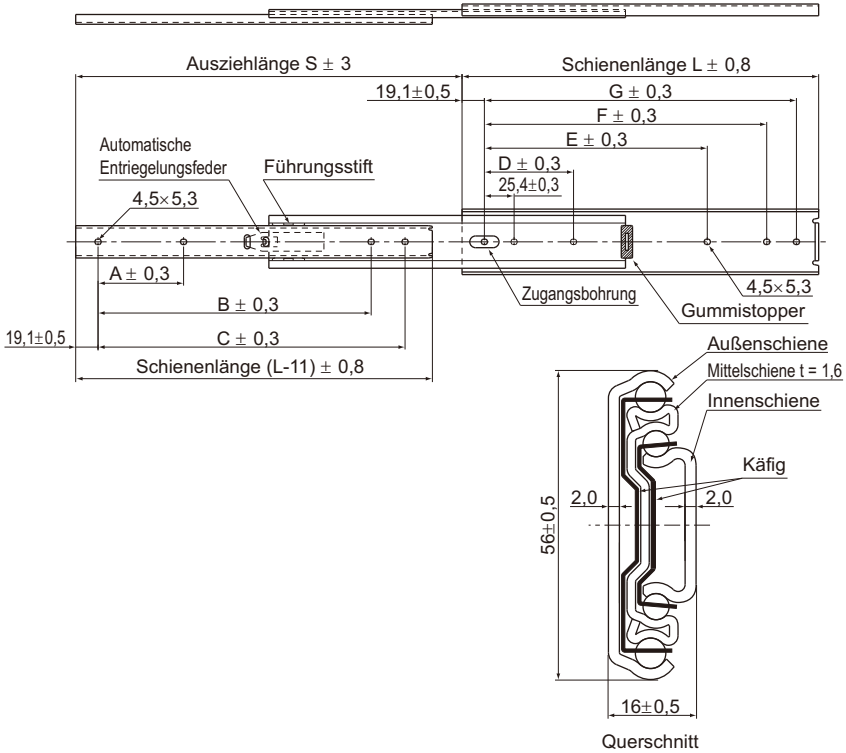 Ausziehlänge S ± 3
Schienenlänge L ± 0,8
19,1±0,5
G ± 0,3
F ± 0,3
E ± 0,3
D ± 0,3
25,4±0,3
Automatische
Entriegelungsfeder
Führungsstift
4,5×5,3
A ± 0,3
B ± 0,3
C ± 0,3
19,1±0,5
Schienenlänge (L-11) ± 0,8
Zugangsbohrung
4,5×5,3
Gummistopper
Außenschiene
Mittelschiene t = 1,6
Innenschiene
Käfig
2,0
2,0
56±0,5
16±0,5
Querschnitt